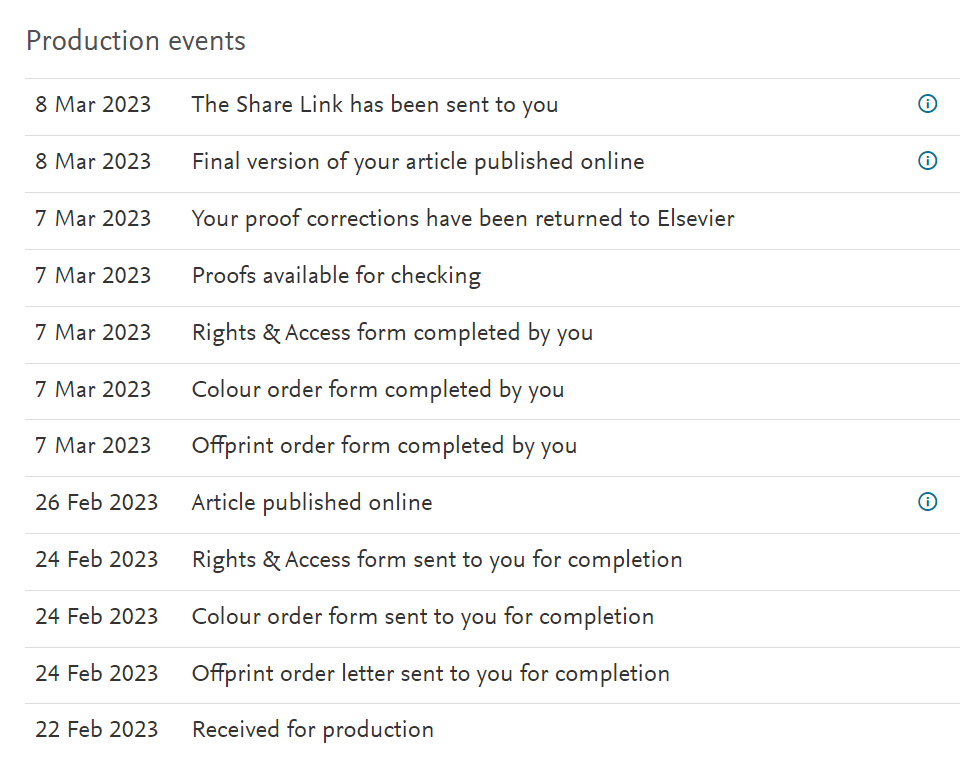 Production events
8 Mar 2023 The Share Link has been sent to you
8 Mar 2023 Final version of your article published online
7 Mar 2023 Your proof corrections have been returned to Elsevier
7 Mar 2023 Proofs available for checking
7 Mar 2023 Rights & Access form completed by you
7 Mar 2023 Colour order form completed by you
7 Mar 2023 Offprint order form completed by you
26 Feb 2023 Article published online
24 Feb 2023 Rights & Access form sent to you for completion
24 Feb 2023 Colour order form sent to you for completion
24 Feb 2023 Offprint order letter sent to you for completion
22 Feb 2023 Received for production